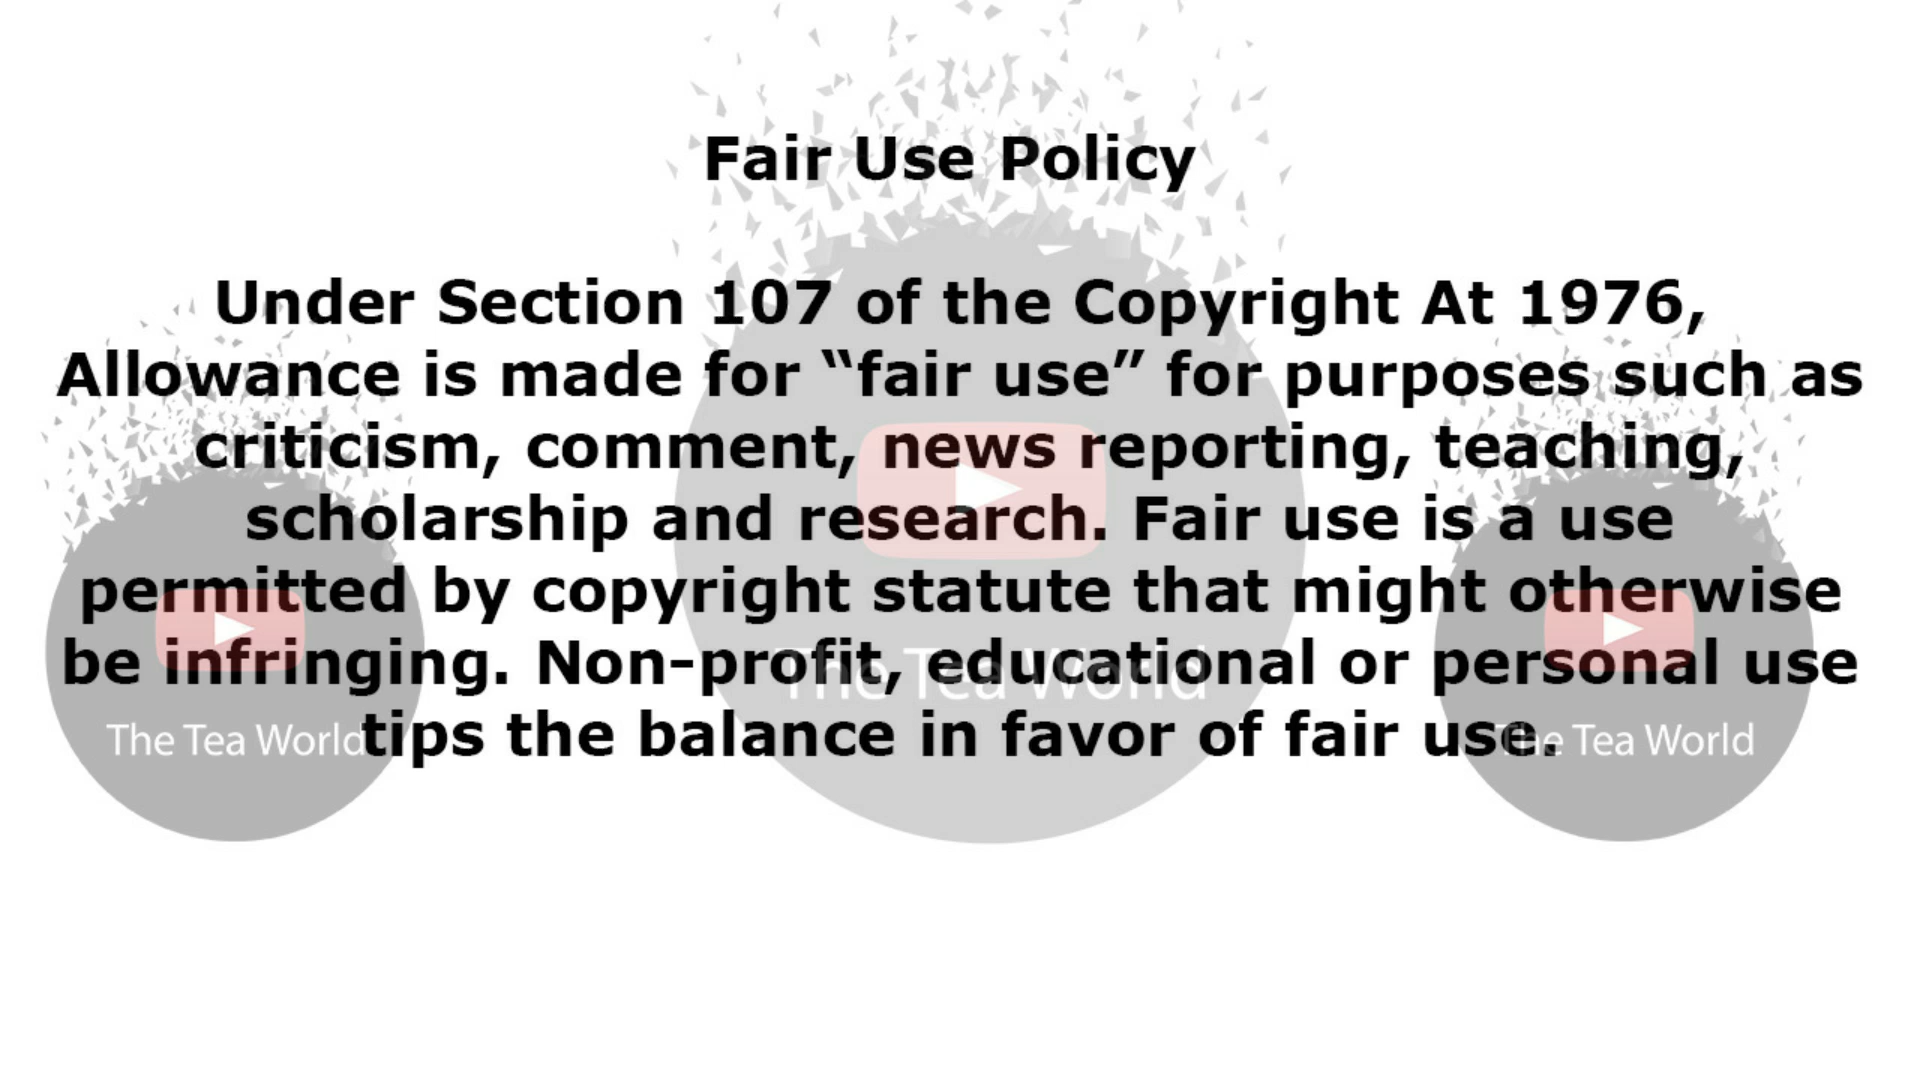 Fair Use Policy
Under Section 107 of the Copyright At 1976,
Allowance is made for “fair use” for purposes such as
criticism, comment, news reporting, teaching,
scholarship and research. Fair use is a use
permitted by copyright statute that might otherwise
be infringing. Non-profit, educational or personal use
tips the balance in favor of fair use.
The Tea World
The Tea World
The Tea World